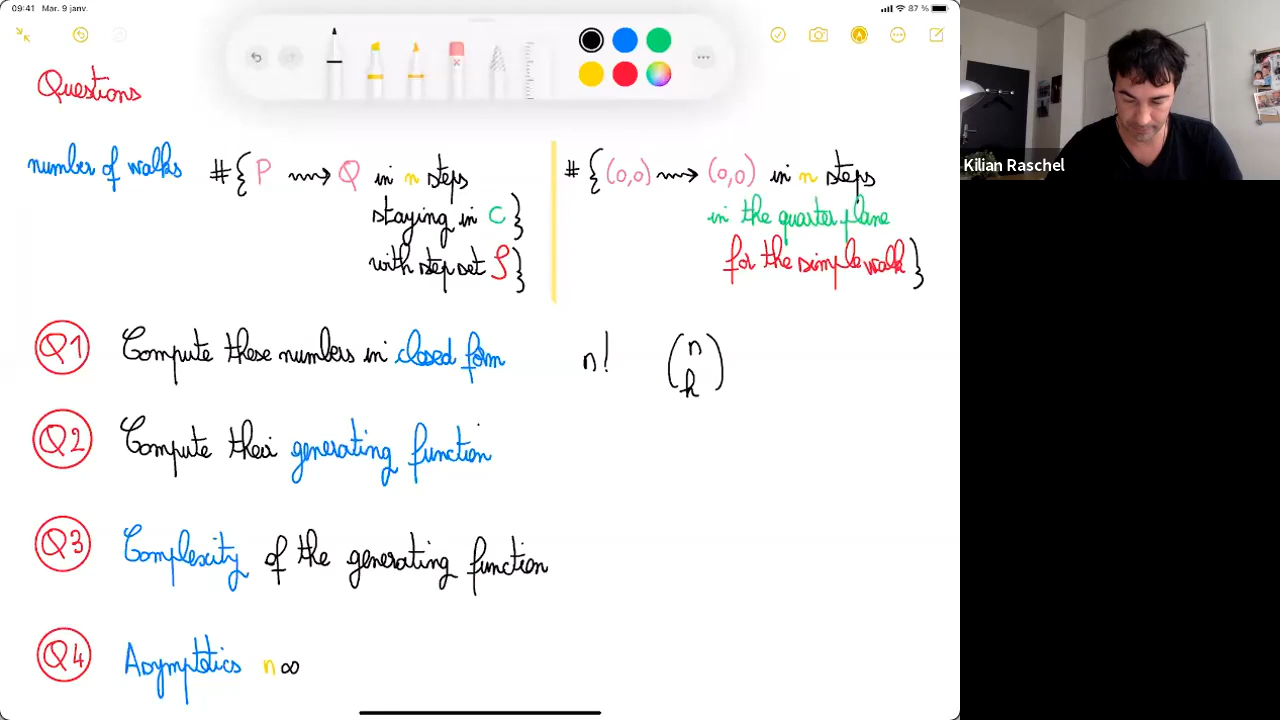 09:41 Mar. 9 janv.
87 %
Questions
number of walks #{ P ⟿ Q in n steps
staying in C }
with step set S }
#{ (0,0) ⟿ (0,0) in n steps
in the quarter plane
for the simple walk }
Kilian Raschel
Q1 Compute these numbers in closed form n! (n k)
Q2 Compute their generating function
Q3 Complexity of the generating function
Q4 Asymptotics n ∞